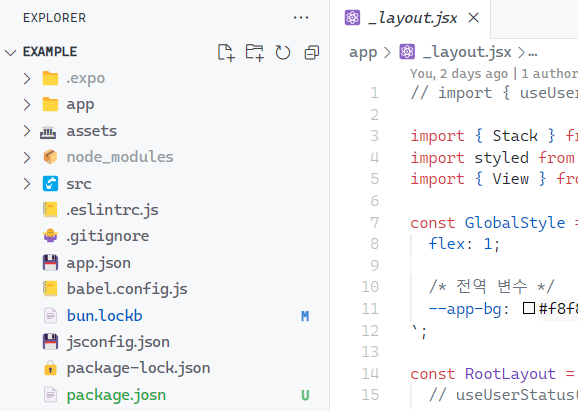 EXPLORER ...
EXAMPLE
.expo
app
assets
node_modules
src
.eslintrc.js
.gitignore
app.json
babel.config.js
bun.lockb M
jsconfig.json
package-lock.json
package.josn U
_layout.jsx ×
app > _layout.jsx > ...
You, 2 days ago | 1 author
1 // import { useUser
2
3 import { Stack } fr
4 import styled from
5 import { View } fro
6
7 const GlobalStyle =
8 flex: 1;
9
10 /* 전역 변수 */
11 --app-bg: #f8f8
12 `;
13
14 const RootLayout =
15 // useUserStatus(